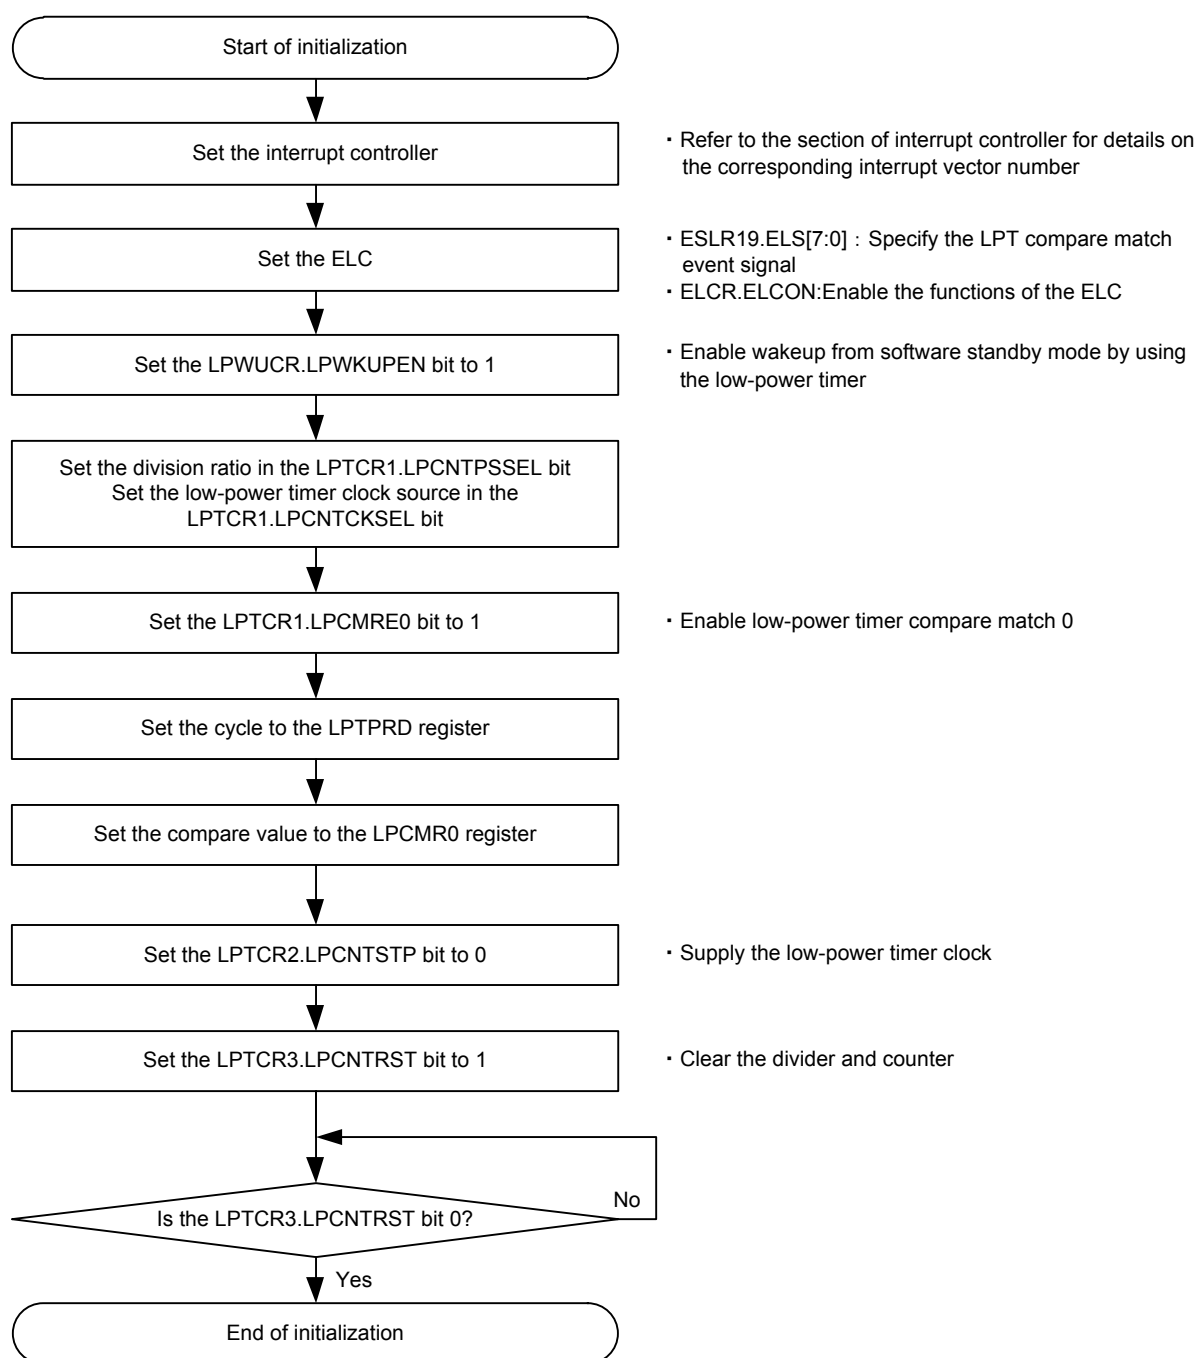 Start of initialization
Set the interrupt controller
・Refer to the section of interrupt controller for details on
the corresponding interrupt vector number
Set the ELC
・ESLR19.ELS[7:0]：Specify the LPT compare match
event signal
・ELCR.ELCON:Enable the functions of the ELC
Set the LPWUCR.LPWKUPEN bit to 1
・Enable wakeup from software standby mode by using
the low-power timer
Set the division ratio in the LPTCR1.LPCNTPSSEL bit
Set the low-power timer clock source in the
LPTCR1.LPCNTCKSEL bit
Set the LPTCR1.LPCMRE0 bit to 1
・Enable low-power timer compare match 0
Set the cycle to the LPTPRD register
Set the compare value to the LPCMR0 register
Set the LPTCR2.LPCNTSTP bit to 0
・Supply the low-power timer clock
Set the LPTCR3.LPCNTRST bit to 1
・Clear the divider and counter
Is the LPTCR3.LPCNTRST bit 0?
No
Yes
End of initialization